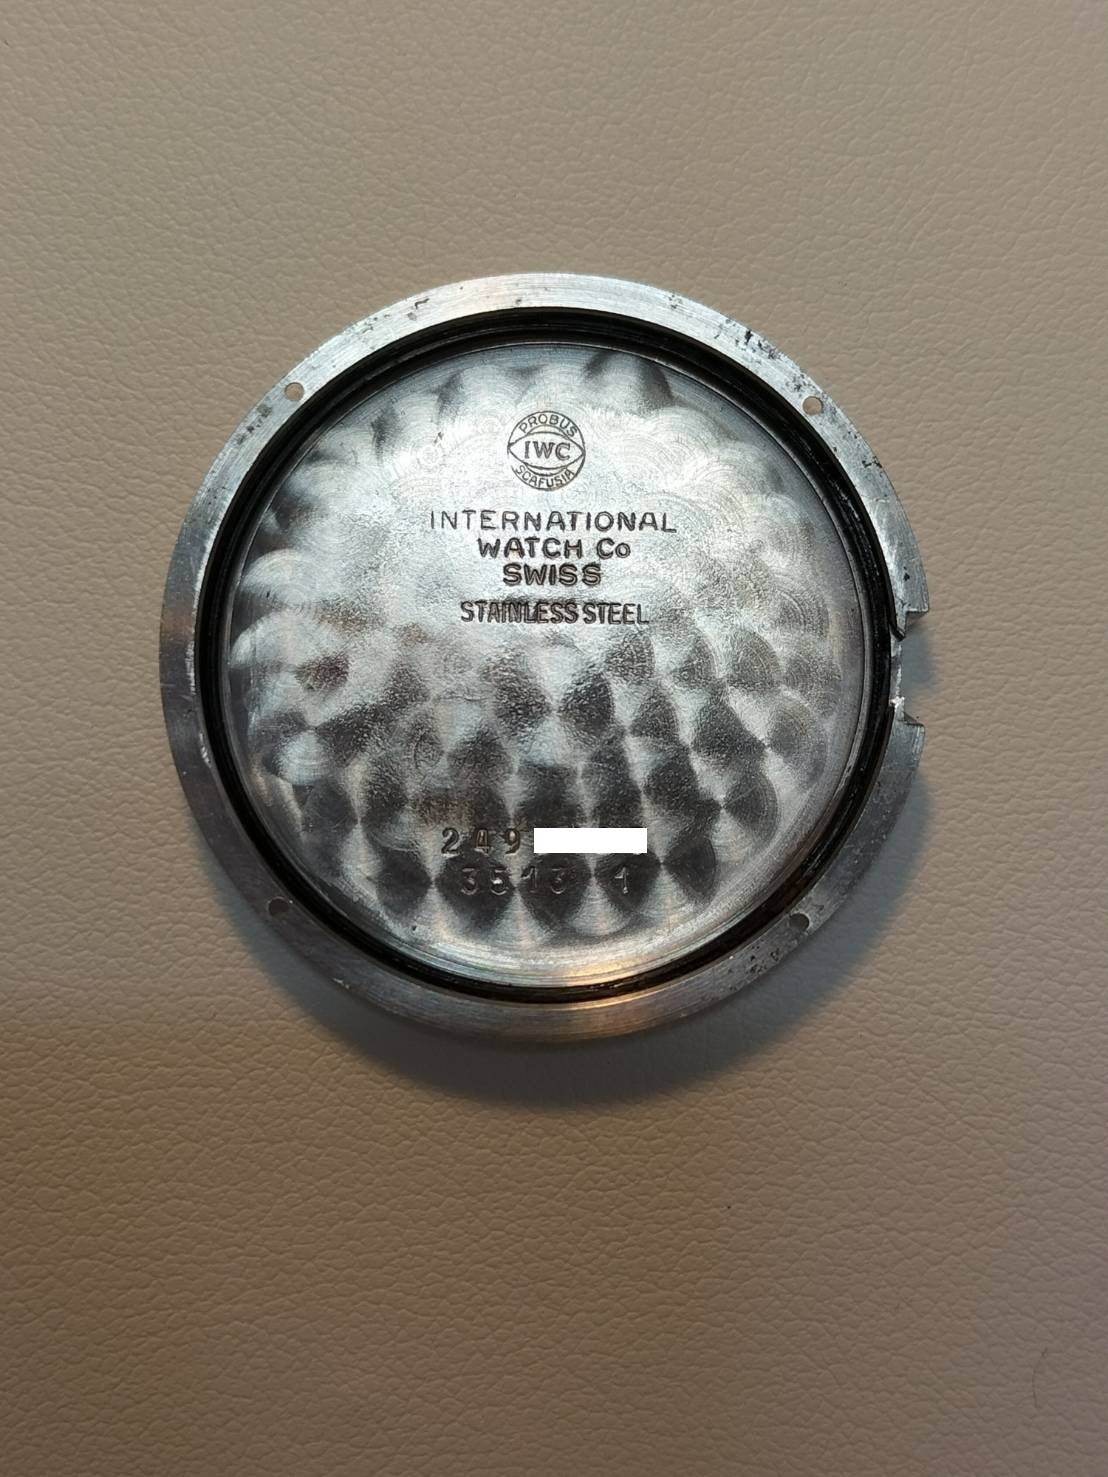 PROBUS
IWC
SCAFUSIA
INTERNATIONAL
WATCH Co
SWISS
STAINLESS STEEL
249
3513 1